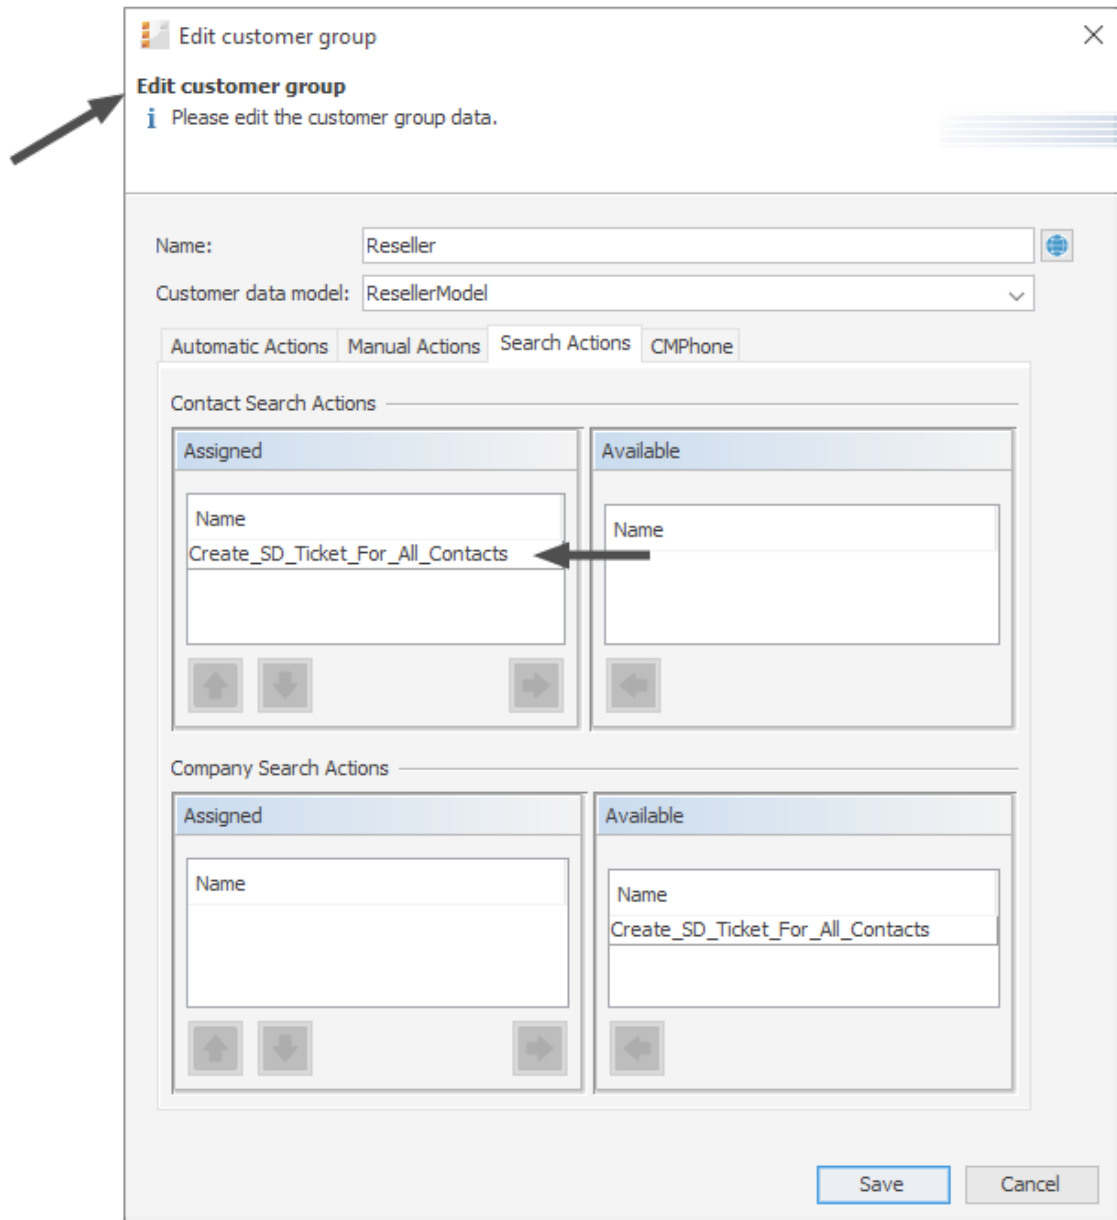 Edit customer group
Edit customer group
i Please edit the customer group data.
Name: Reseller
Customer data model: ResellerModel
Automatic Actions Manual Actions Search Actions CMPhone
Contact Search Actions
Assigned Available
Name
Name
Create_SD_Ticket_For_All_Contacts
Company Search Actions
Assigned Available
Name
Name
Create_SD_Ticket_For_All_Contacts
Save Cancel